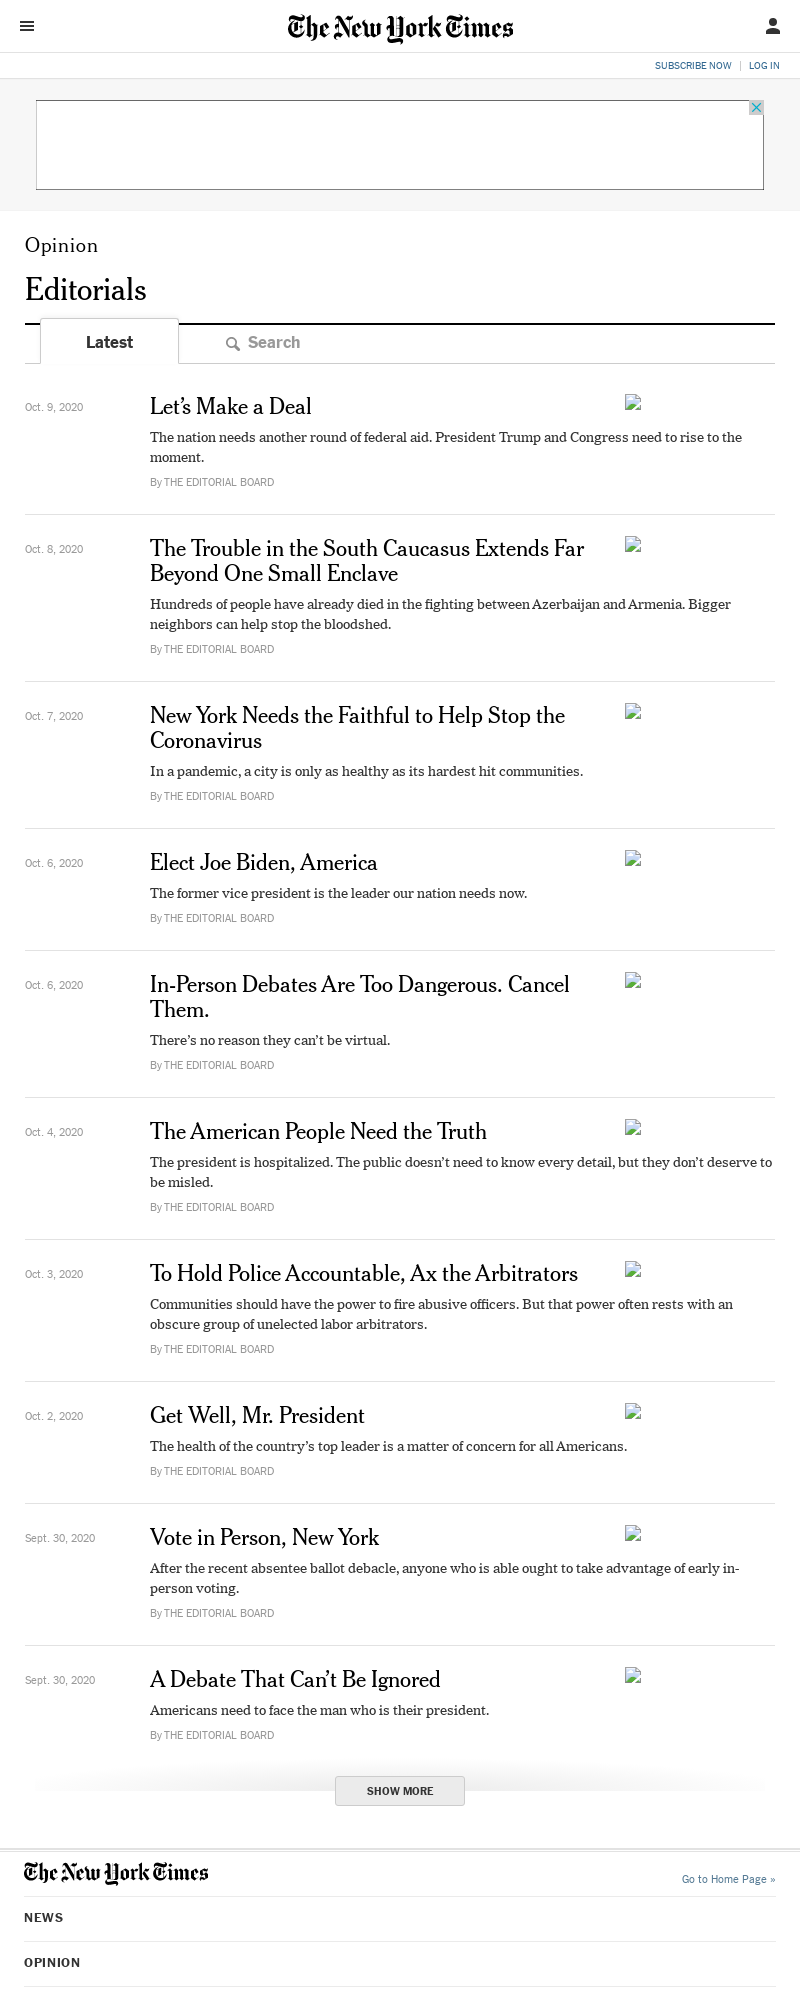 The New York Times
SUBSCRIBE NOW | LOG IN
Opinion
Editorials
Latest
Search
Oct. 9, 2020
Let’s Make a Deal
The nation needs another round of federal aid. President Trump and Congress need to rise to the
moment.
By THE EDITORIAL BOARD
Oct. 8, 2020
The Trouble in the South Caucasus Extends Far
Beyond One Small Enclave
Hundreds of people have already died in the fighting between Azerbaijan and Armenia. Bigger
neighbors can help stop the bloodshed.
By THE EDITORIAL BOARD
Oct. 7, 2020
New York Needs the Faithful to Help Stop the
Coronavirus
In a pandemic, a city is only as healthy as its hardest hit communities.
By THE EDITORIAL BOARD
Oct. 6, 2020
Elect Joe Biden, America
The former vice president is the leader our nation needs now.
By THE EDITORIAL BOARD
Oct. 6, 2020
In-Person Debates Are Too Dangerous. Cancel
Them.
There’s no reason they can’t be virtual.
By THE EDITORIAL BOARD
Oct. 4, 2020
The American People Need the Truth
The president is hospitalized. The public doesn’t need to know every detail, but they don’t deserve to
be misled.
By THE EDITORIAL BOARD
Oct. 3, 2020
To Hold Police Accountable, Ax the Arbitrators
Communities should have the power to fire abusive officers. But that power often rests with an
obscure group of unelected labor arbitrators.
By THE EDITORIAL BOARD
Oct. 2, 2020
Get Well, Mr. President
The health of the country’s top leader is a matter of concern for all Americans.
By THE EDITORIAL BOARD
Sept. 30, 2020
Vote in Person, New York
After the recent absentee ballot debacle, anyone who is able ought to take advantage of early in-
person voting.
By THE EDITORIAL BOARD
Sept. 30, 2020
A Debate That Can’t Be Ignored
Americans need to face the man who is their president.
By THE EDITORIAL BOARD
SHOW MORE
The New York Times
Go to Home Page »
NEWS
OPINION